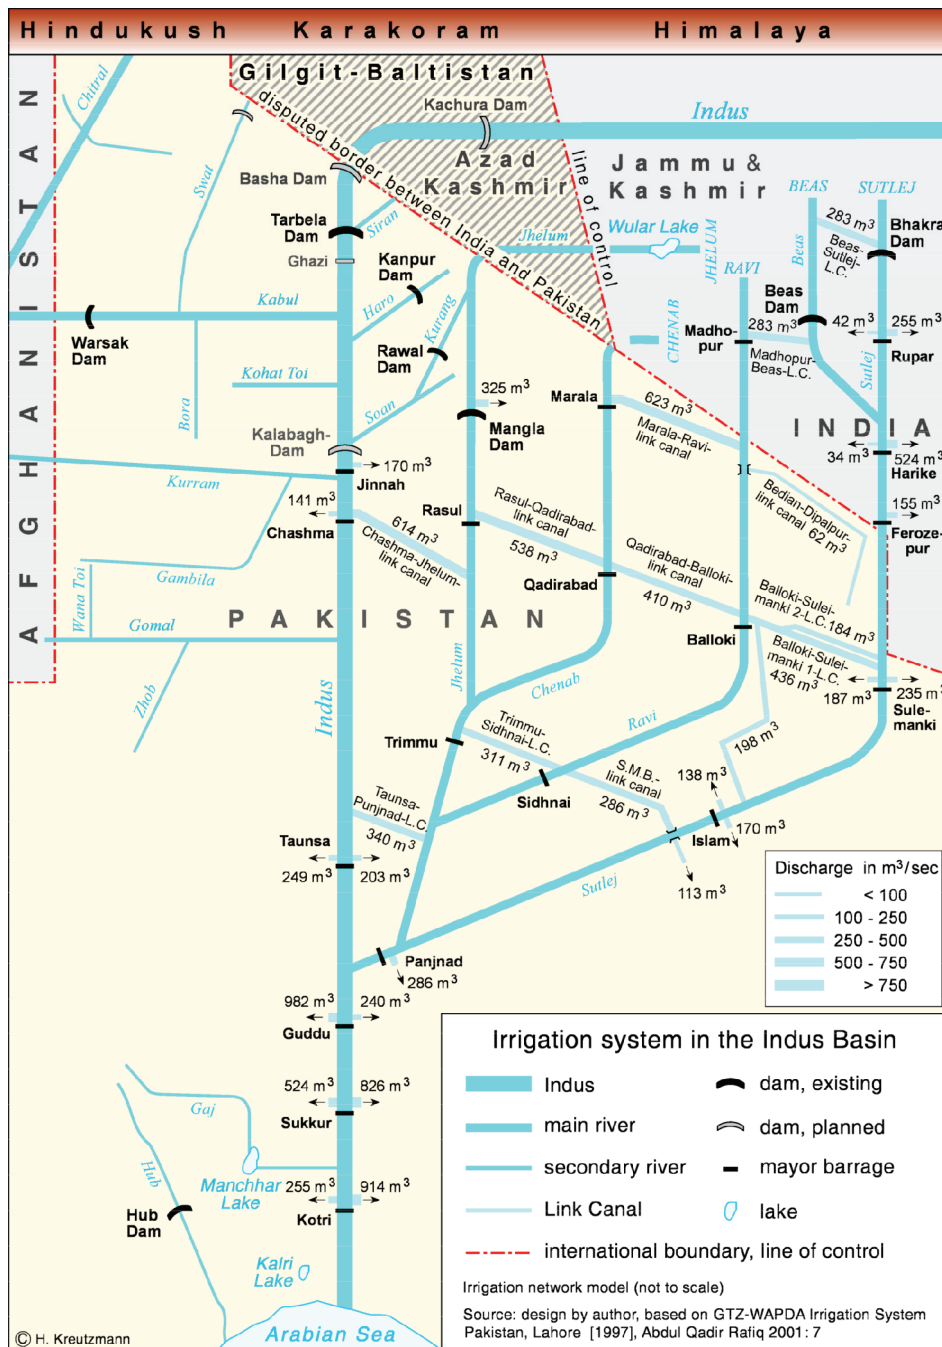 Hindukush Karakoram Himalaya
Gilgit-Baltistan
Kachura Dam
Indus
Chitral
AFGHANISTAN
disputed border between India and Pakistan
Azad
Kashmir
line of control
Jammu &
Kashmir
BEAS
SUTLEJ
Swat
Basha Dam
Tarbela
Dam
Siran
Ghazi
Kanpur
Dam
Jhelum
Wular Lake
JHELUM
RAVI
Beas
283 m³
Beas-
Sutlej-
L.C.
Bhakra
Dam
Kabul
Haro
Kurang
Warsak
Dam
Rawal
Dam
CHENAB
Madho-
pur
283 m³
Madhopur-
Beas-L.C.
Beas
Dam
42 m³
255 m³
Rupar
Sutlej
Kohat Toi
Bora
Soan
325 m³
Mangla
Dam
Marala
623 m³
Marala-Ravi-
link canal
INDIA
Kalabagh-
Dam
170 m³
Jinnah
34 m³
524 m³
Harike
Kurram
141 m³
Chashma
614 m³
Chashma-Jhelum-
link canal
Rasul
Rasul-Qadirabad-
link canal
538 m³
Bedian-Dipalpur-
link canal 62 m³
155 m³
Feroze-
pur
Gambila
Wana Toi
Gomal
Zhob
PAKISTAN
Qadirabad
Qadirabad-Balloki-
link canal
410 m³
Balloki
Balloki-Sulei-
manki 2-L.C.
184 m³
Balloki-Sulei-
manki 1-L.C.
436 m³
187 m³
235 m³
Sule-
manki
Indus
Jhelum
Chenab
Ravi
Trimmu
Trimmu-
Sidhnai-L.C.
311 m³
198 m³
Sidhnai
S.M.B.-
link canal
286 m³
138 m³
170 m³
Islam
Taunsa-
Punjnad-L.C.
340 m³
Taunsa
249 m³
203 m³
Sutlej
113 m³
Panjnad
286 m³
Discharge in m³/sec
< 100
100 - 250
250 - 500
500 - 750
> 750
982 m³
240 m³
Guddu
524 m³
826 m³
Sukkur
Gaj
Hub
Manchhar
Lake
255 m³
914 m³
Kotri
Hub
Dam
Kalri
Lake
Arabian Sea
© H. Kreutzmann
Irrigation system in the Indus Basin
Indus
main river
secondary river
Link Canal
international boundary, line of control
dam, existing
dam, planned
mayor barrage
lake
Irrigation network model (not to scale)
Source: design by author, based on GTZ-WAPDA Irrigation System
Pakistan, Lahore [1997], Abdul Qadir Rafiq 2001: 7